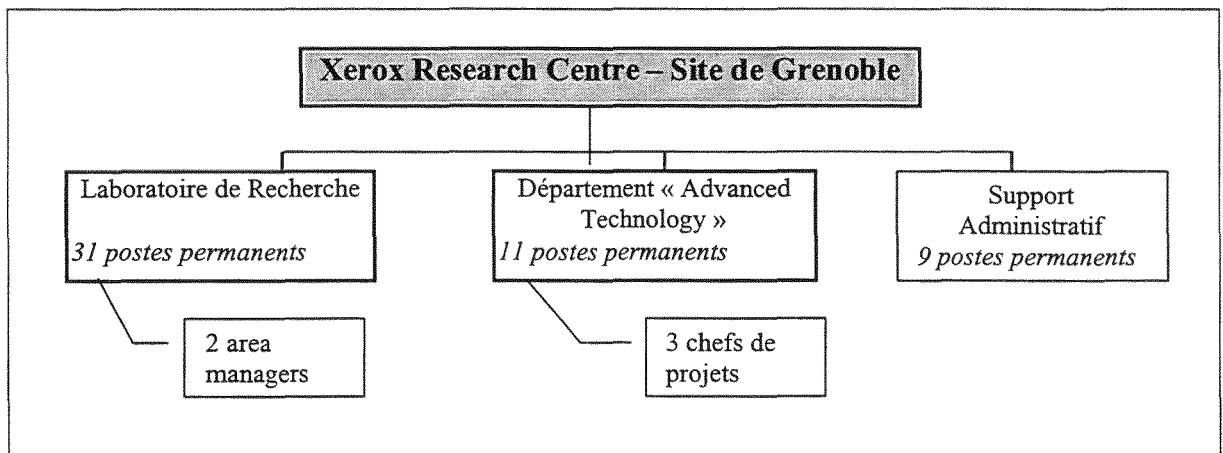 Xerox Research Centre – Site de Grenoble
Laboratoire de Recherche
31 postes permanents
Département « Advanced
Technology »
11 postes permanents
Support
Administratif
9 postes permanents
2 area
managers
3 chefs de
projets